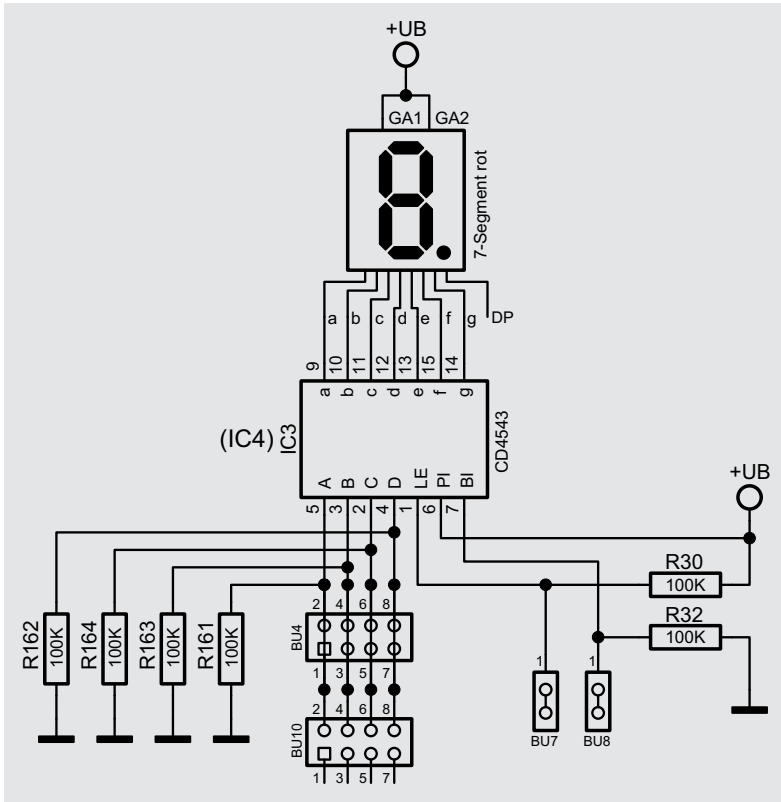 +UB
GA1 GA2
7-Segment rot
a b c d e f g DP
9 10 11 12 13 15 14
a b c d e f g
(IC4) IC3
CD4543
A B C D LE PI BI
5 3 2 4 1 6 7
+UB
R30
100K
R32
100K
R162 100K
R164 100K
R163 100K
R161 100K
2 4 6 8
BU4
1 3 5 7
2 4 6 8
BU10
1 3 5 7
1
BU7
1
BU8